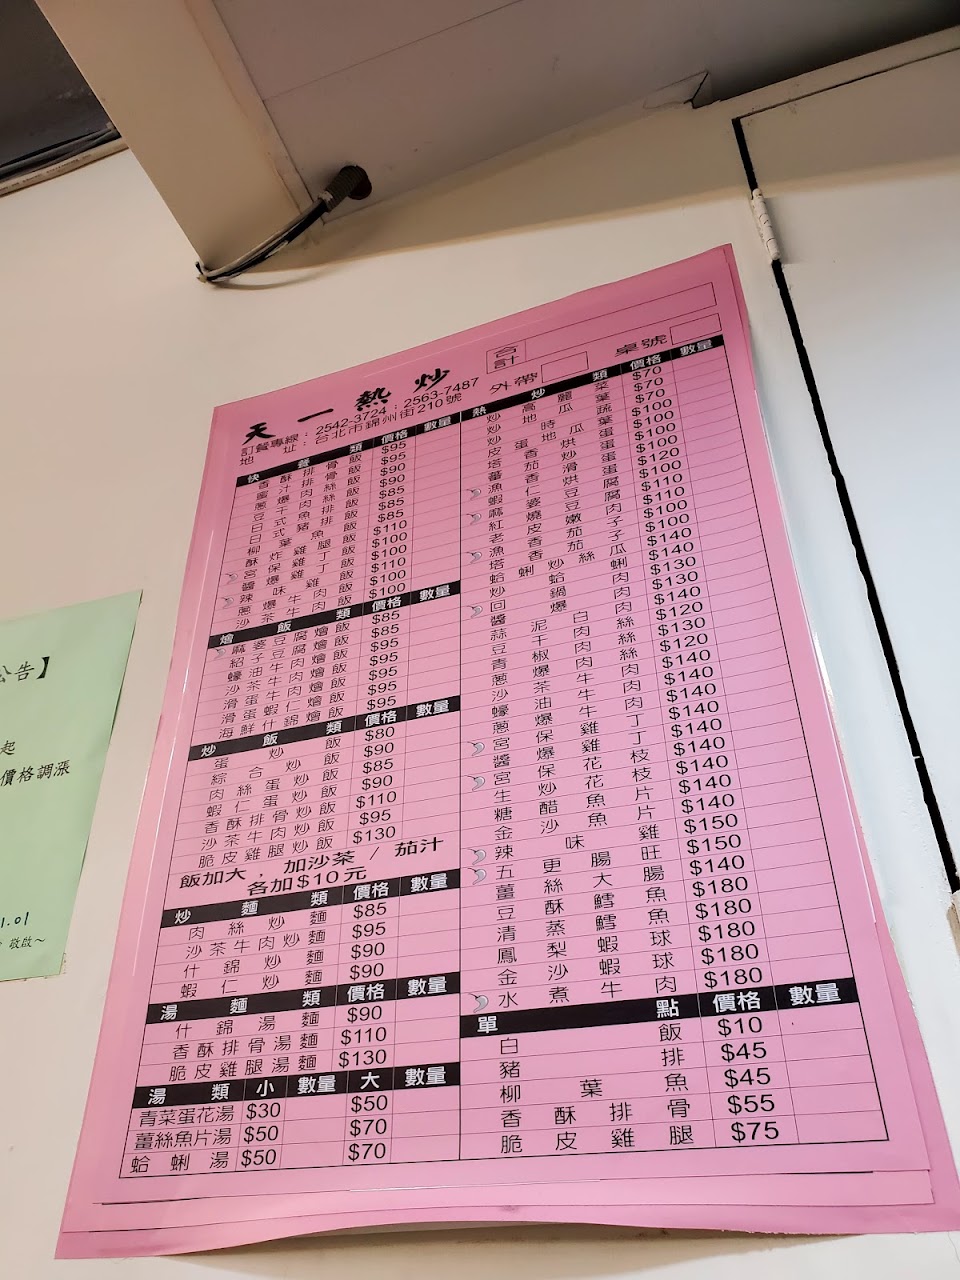 合計
天一熱炒 外帶 桌號
訂餐專線：2542-3724；2563-7487
地址：台北市錦州街210號
快餐類 價格 數量
香酥排骨飯 $95
蜜汁排骨飯 $95
蔥爆肉絲飯 $90
豆干肉絲飯 $90
日式魚排飯 $85
日式豬排飯 $85
柳葉魚飯 $85
酥炸雞腿飯 $110
宮保雞丁飯 $100
醬爆雞丁飯 $100
辣味雞飯 $110
蔥爆牛肉飯 $100
沙茶牛肉飯 $100
燴飯類 價格 數量
麻婆豆腐燴飯 $85
紹子豆腐燴飯 $85
蠔油牛肉燴飯 $95
沙茶牛肉燴飯 $95
滑蛋牛肉燴飯 $95
滑蛋蝦仁燴飯 $95
海鮮什錦燴飯 $95
炒飯類 價格 數量
蛋炒飯 $80
綜合炒飯 $90
肉絲蛋炒飯 $85
蝦仁蛋炒飯 $90
香酥排骨炒飯 $110
沙茶牛肉炒飯 $95
脆皮雞腿炒飯 $130
飯加大，加沙茶 / 茄汁
各加$10元
炒麵類 價格 數量
肉絲炒麵 $85
沙茶牛肉炒麵 $95
什錦炒麵 $90
蝦仁炒麵 $90
湯麵類 價格 數量
什錦湯麵 $90
香酥排骨湯麵 $110
脆皮雞腿湯麵 $130
湯類 小 數量 大 數量
青菜蛋花湯 $30 $50
薑絲魚片湯 $50 $70
蛤蜊湯 $50 $70
熱炒類 價格 數量
炒高麗菜 $70
炒地瓜葉 $70
炒時蔬 $100
皮蛋地瓜葉 $100
塔香烘蛋 $100
蕃茄炒蛋 $100
漁香烘蛋 $100
蝦仁滑蛋 $120
麻婆豆腐 $100
紅燒豆腐 $110
老皮嫩肉 $110
漁香茄子 $100
塔香茄子 $100
蛤蜊炒絲瓜 $140
炒蛤蜊 $140
回鍋肉 $130
醬爆肉 $130
蒜泥白肉 $140
豆干肉絲 $120
青椒肉絲 $130
蔥爆肉絲 $120
沙茶牛肉 $140
蠔油牛肉 $140
蔥爆牛肉 $140
宮保雞丁 $140
醬爆雞丁 $140
宮保花枝 $140
生炒花枝 $140
糖醋魚片 $140
金沙魚片 $140
辣味雞 $150
五更腸旺 $150
薑絲大腸 $140
豆酥鱈魚 $180
清蒸鱈魚 $180
鳳梨蝦球 $180
金沙蝦球 $180
水煮牛肉 $180
單點 價格 數量
白飯 $10
豬排 $45
柳葉魚 $45
香酥排骨 $55
脆皮雞腿 $75
公告】
起
價格調漲
1.01
敬啟～